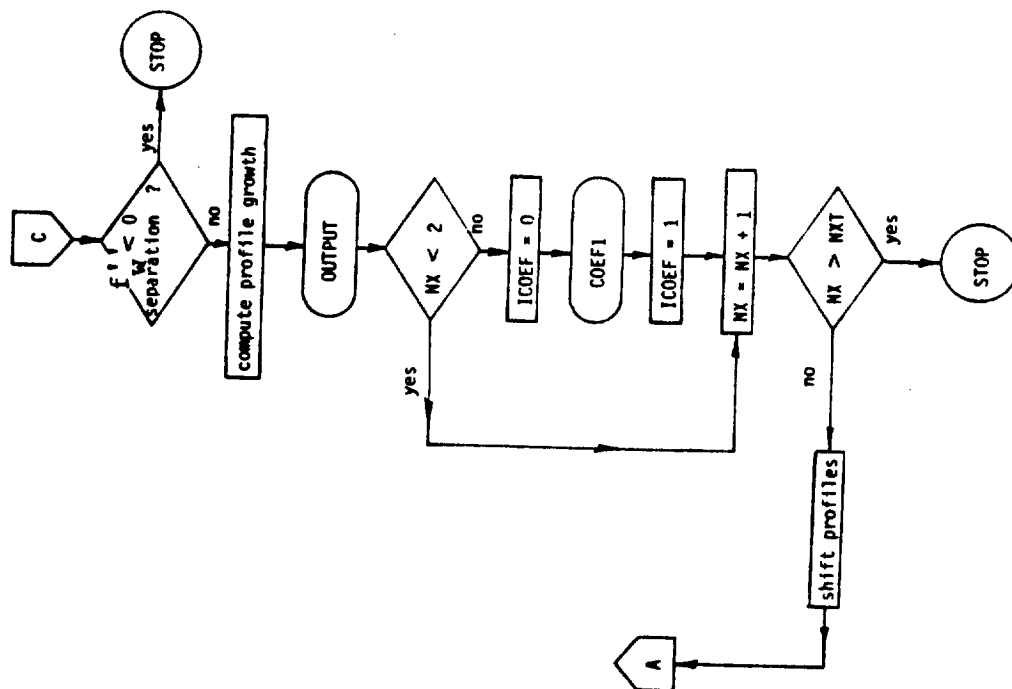 C
f''W < 0
separation ?
yes
STOP
no
compute profile growth
OUTPUT
NX < 2
yes
no
ICOEF = 0
COEF1
ICOEF = 1
NX = NX + 1
NX > NXT
no
yes
STOP
shift profiles
A